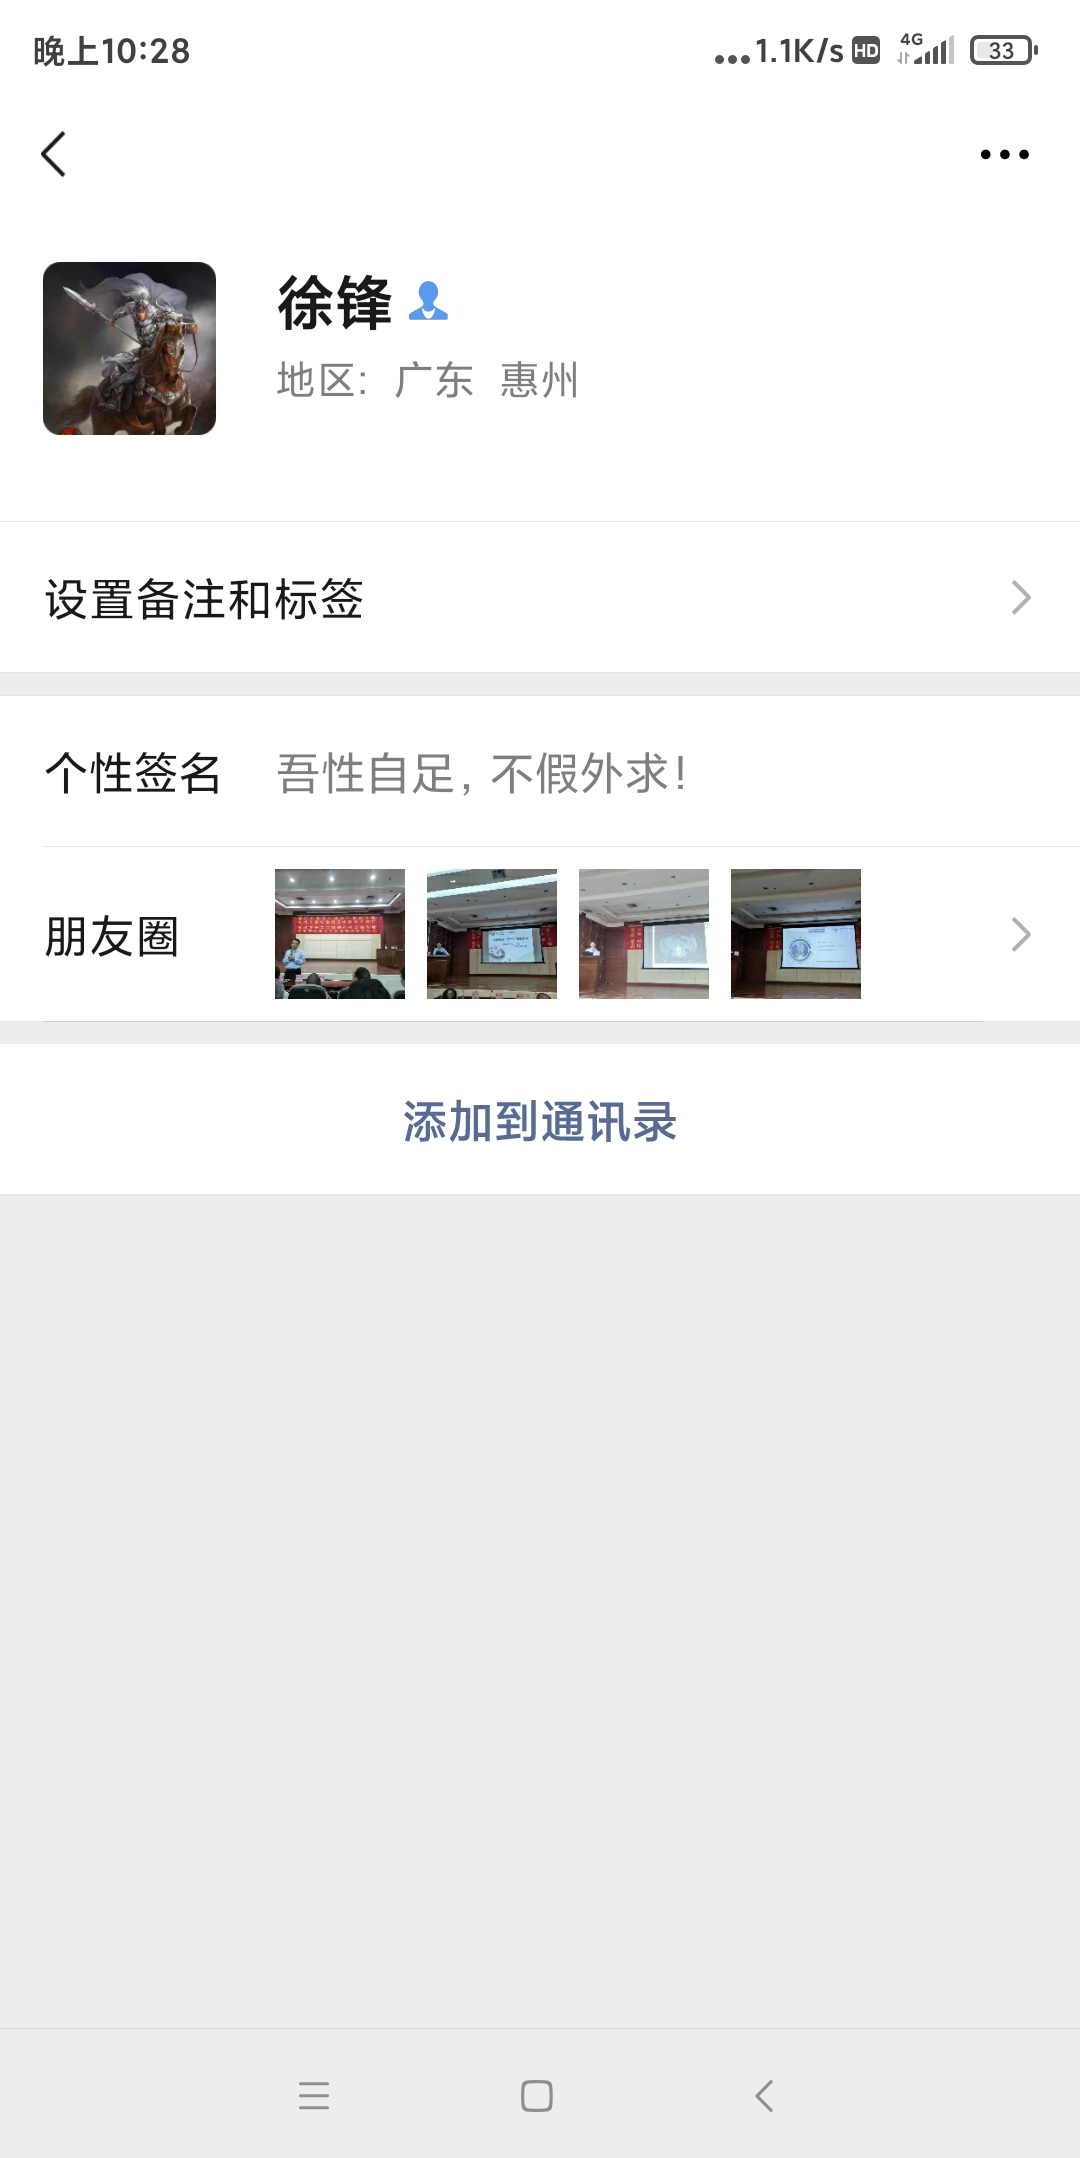 晚上10:28
...1.1K/s HD 4G 33
徐锋
地区: 广东 惠州
设置备注和标签
个性签名 吾性自足, 不假外求!
朋友圈
添加到通讯录